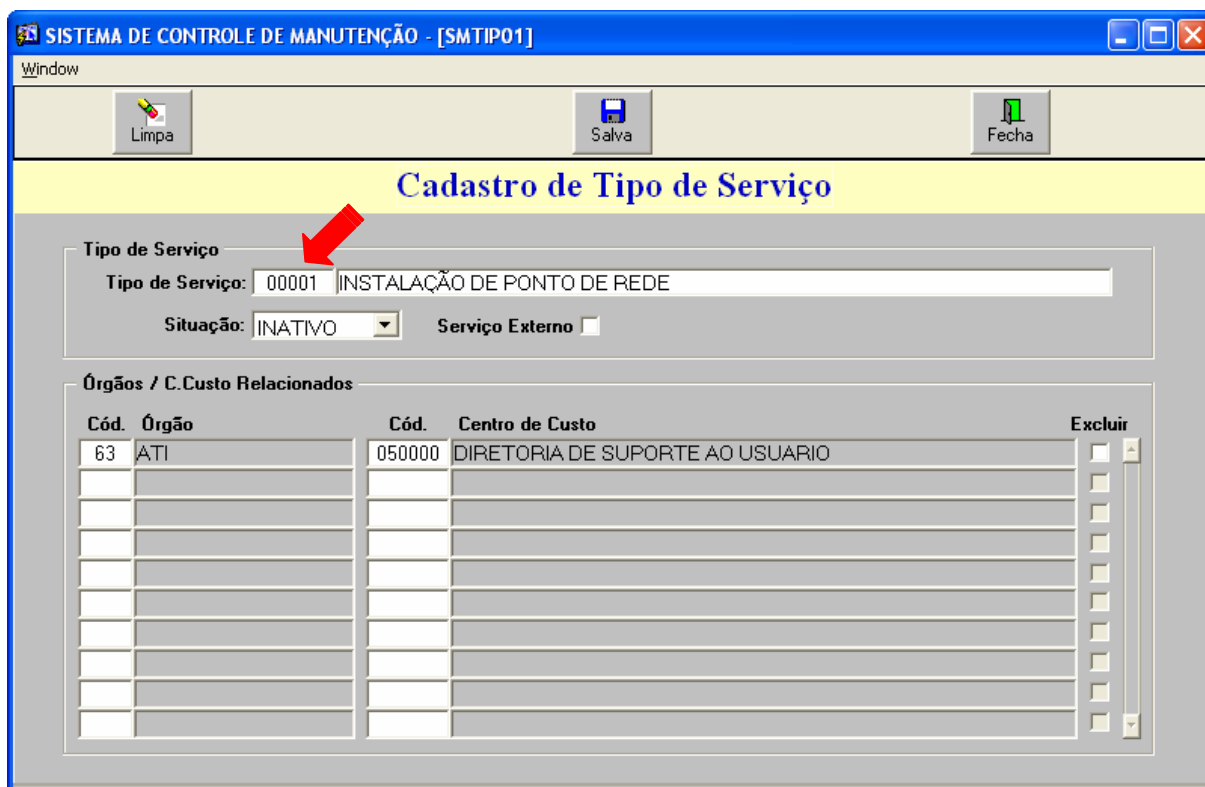 SISTEMA DE CONTROLE DE MANUTENÇÃO - [SMTIP01]
Window
Limpa Salva Fecha
Cadastro de Tipo de Serviço
Tipo de Serviço
Tipo de Serviço: 00001 INSTALAÇÃO DE PONTO DE REDE
Situação: INATIVO Serviço Externo
Órgãos / C.Custo Relacionados
Cód. Órgão Cód. Centro de Custo Excluir
63 ATI 050000 DIRETORIA DE SUPORTE AO USUARIO